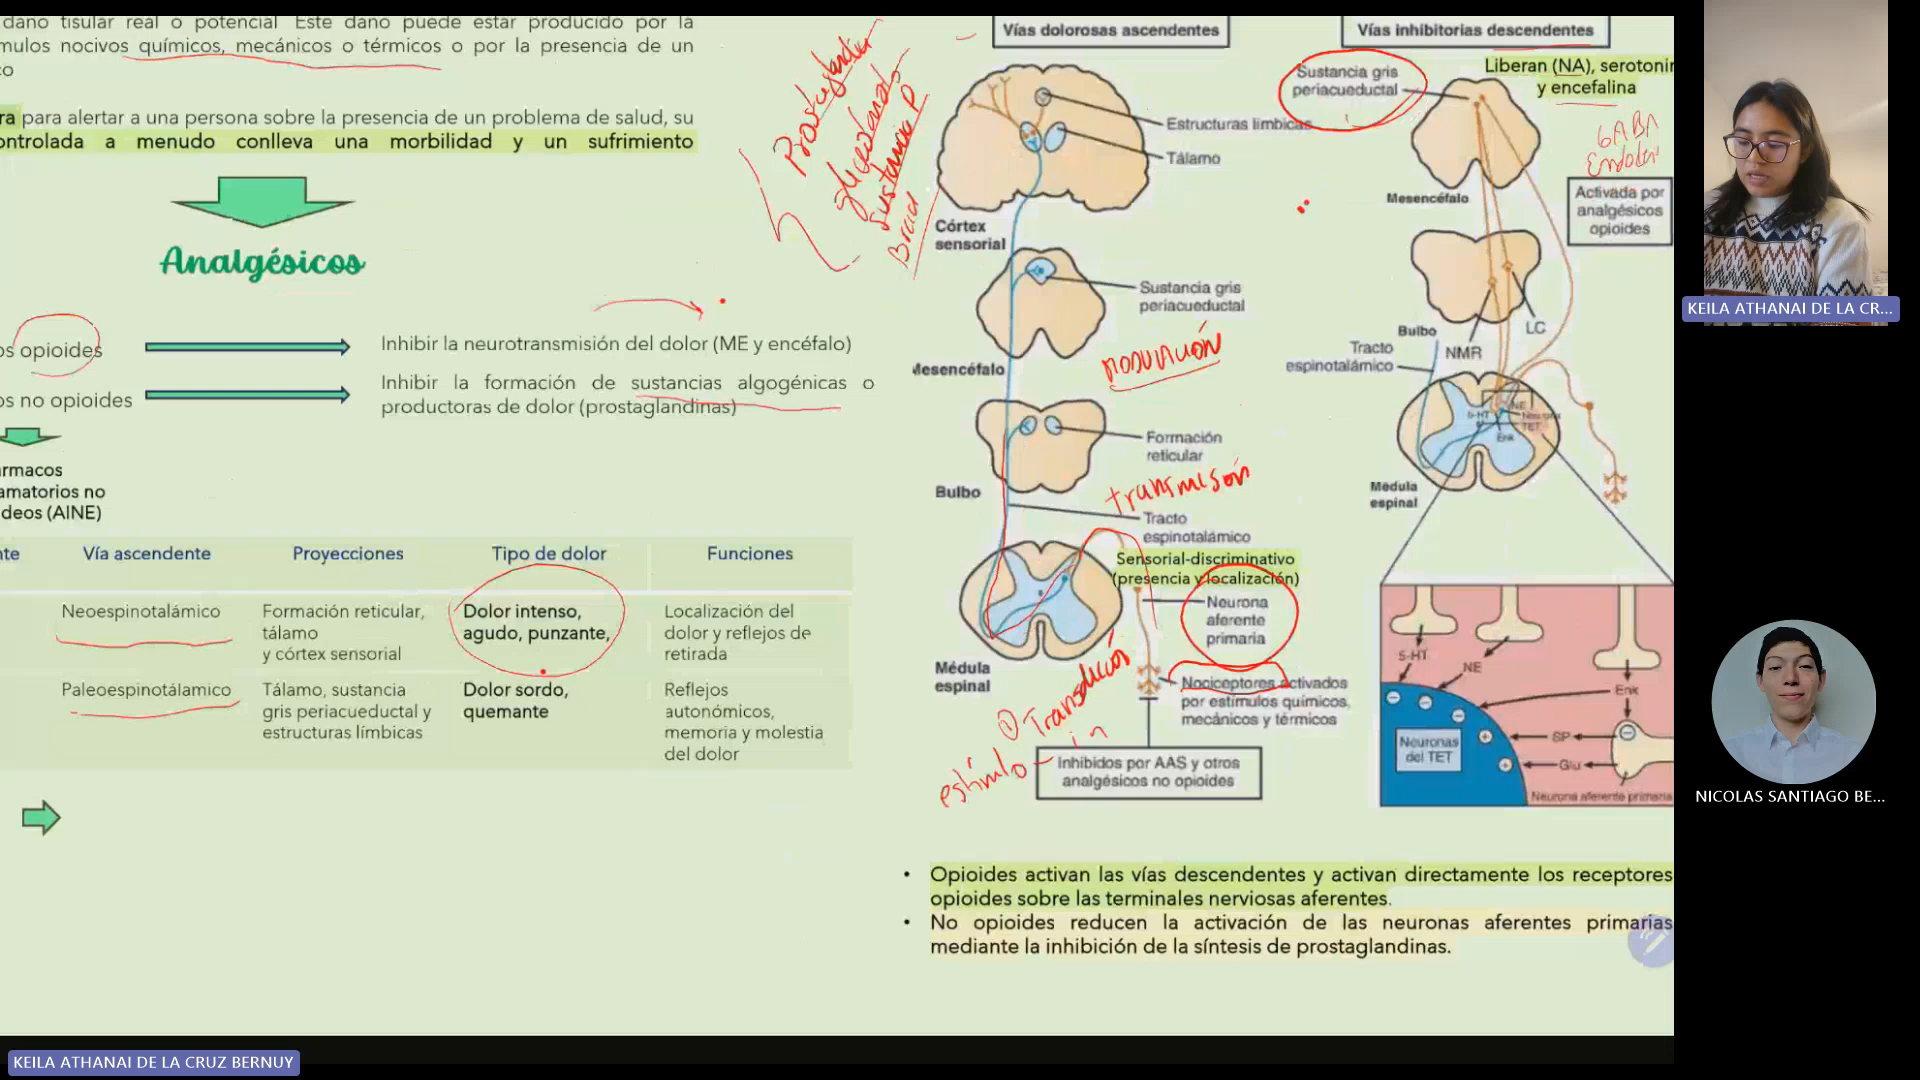 daño tisular real o potencial Este daño puede estar producido por la
mulos nocivos químicos, mecánicos o térmicos o por la presencia de un
co
ra para alertar a una persona sobre la presencia de un problema de salud, su
ontrolada a menudo conlleva una morbilidad y un sufrimiento
Analgésicos
os opioides
Inhibir la neurotransmisión del dolor (ME y encéfalo)
os no opioides
Inhibir la formación de sustancias algogénicas o
productoras de dolor (prostaglandinas)
rmacos
amatorios no
deos (AINE)
nte Vía ascendente Proyecciones Tipo de dolor Funciones
Neoespinotalámico
Formación reticular,
tálamo
y córtex sensorial
Dolor intenso,
agudo, punzante,
Localización del
dolor y reflejos de
retirada
Paleoespinotálamico
Tálamo, sustancia
gris periacueductal y
estructuras límbicas
Dolor sordo,
quemante
Reflejos
autonómicos,
memoria y molestia
del dolor
sustancia P
Vías dolorosas ascendentes
Estructuras limbicas
Tálamo
Córtex
sensorial
Sustancia gris
periacueductal
Mesencéfalo
modulación
Formación
reticular
Bulbo
transmisón
Tracto
espinotalámico
Sensorial-discriminativo
(presencia y localización)
Neurona
aferente
primaria
Médula
espinal
Nociceptores activados
por estímulos químicos,
mecánicos y térmicos
① Transducción
estímulo
Inhibidos por AAS y otros
analgésicos no opioides
Vías inhibitorias descendentes
Sustancia gris
periacueductal
Liberan (NA), serotonin
y encefalina
GABA
Mesencéfalo
Activada por
analgésicos
opioides
Bulbo
NMR
LC
Tracto
espinotalámico
5-HT
NE
Enk
TET
Médula
espinal
5-HT
NE
Enk
SP
Glu
Neuronas
del TET
Neurona aferente primaria
• Opioides activan las vías descendentes y activan directamente los receptores
opioides sobre las terminales nerviosas aferentes.
• No opioides reducen la activación de las neuronas aferentes primarias
mediante la inhibición de la síntesis de prostaglandinas.
KEILA ATHANAI DE LA CR...
NICOLAS SANTIAGO BE...
KEILA ATHANAI DE LA CRUZ BERNUY